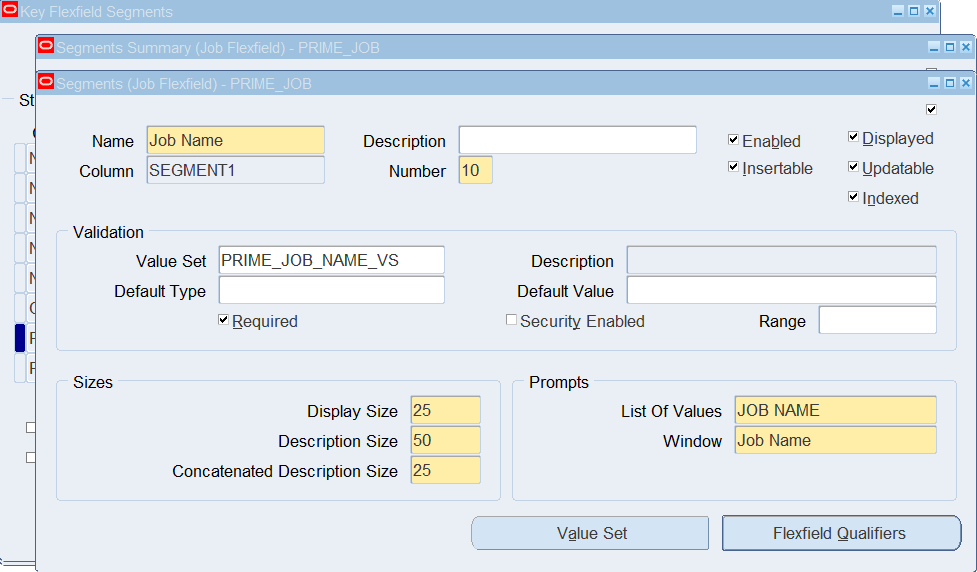 Key Flexfield Segments
Segments Summary (Job Flexfield) - PRIME_JOB
Segments (Job Flexfield) - PRIME_JOB
St
Name Job Name Description Enabled Displayed
Column SEGMENT1 Number 10 Insertable Updatable
Indexed
Validation
Value Set PRIME_JOB_NAME_VS Description
Default Type Default Value
Required Security Enabled Range
Sizes Prompts
Display Size 25 List Of Values JOB NAME
Description Size 50 Window Job Name
Concatenated Description Size 25
Value Set Flexfield Qualifiers